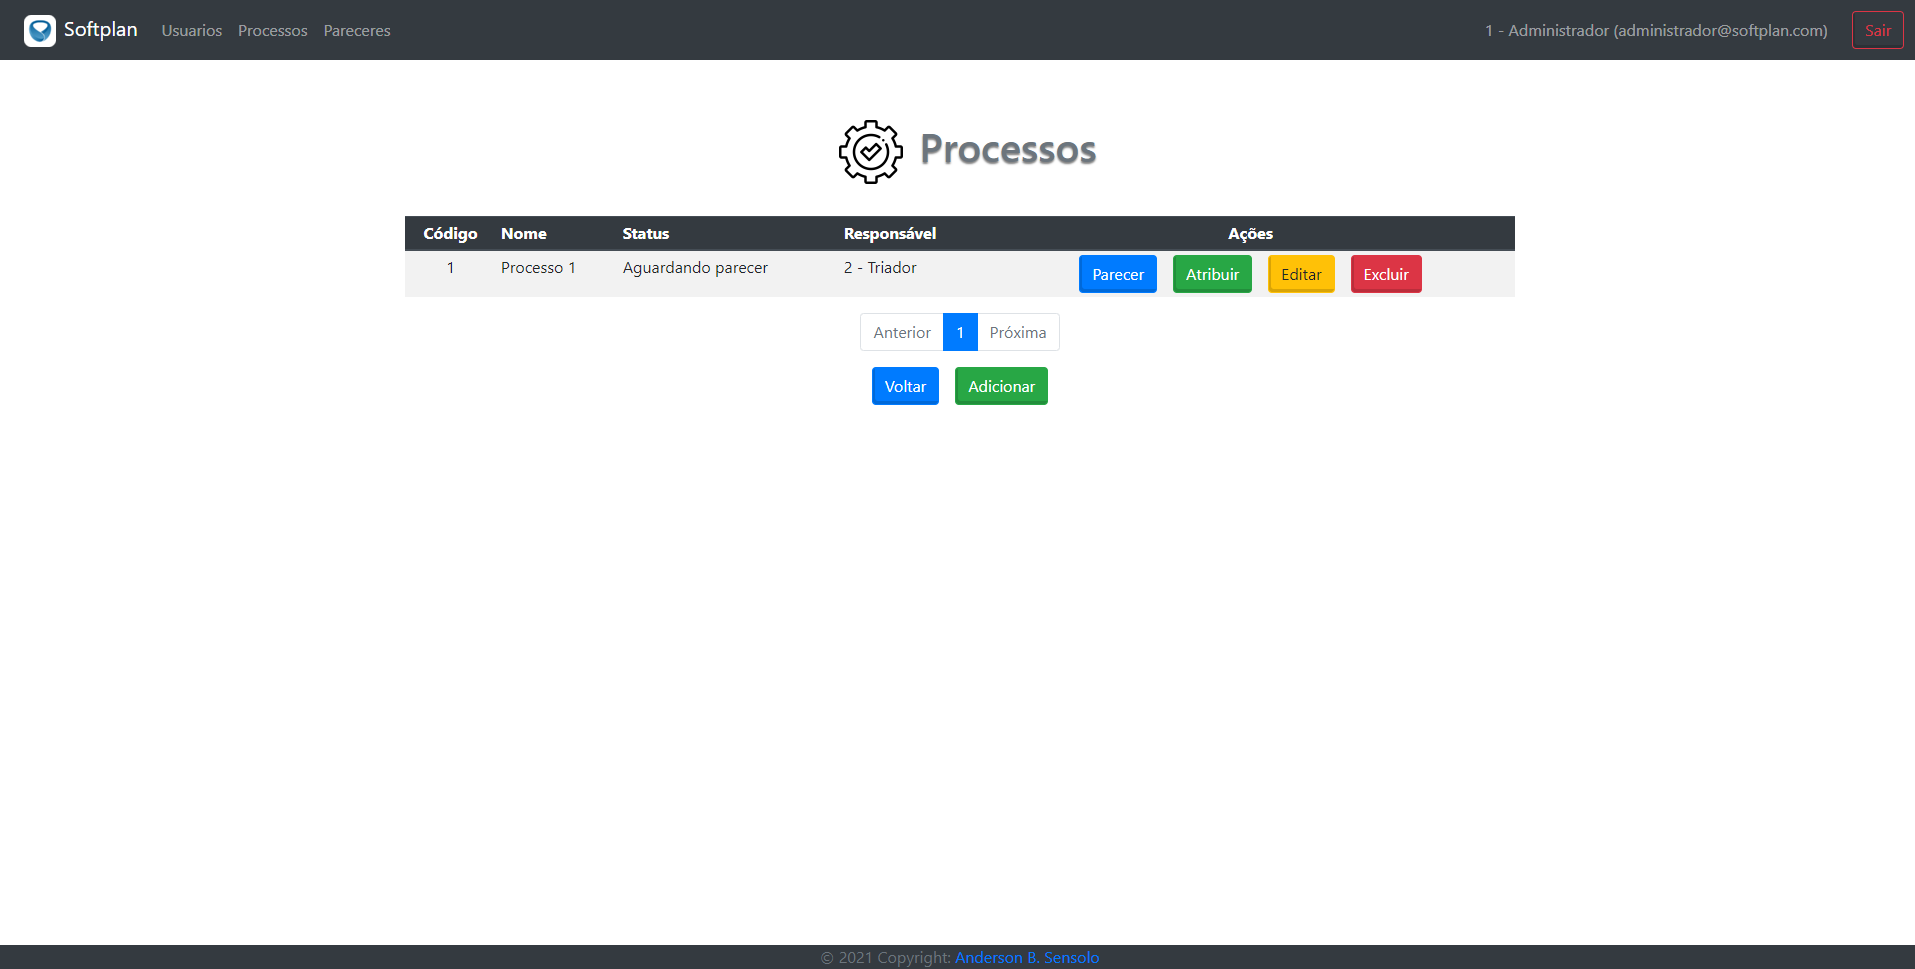 Softplan Usuarios Processos Pareceres 1 - Administrador (administrador@softplan.com) Sair
Processos
Código Nome Status Responsável Ações
1 Processo 1 Aguardando parecer 2 - Triador Parecer Atribuir Editar Excluir
Anterior 1 Próxima
Voltar Adicionar
© 2021 Copyright: Anderson B. Sensolo